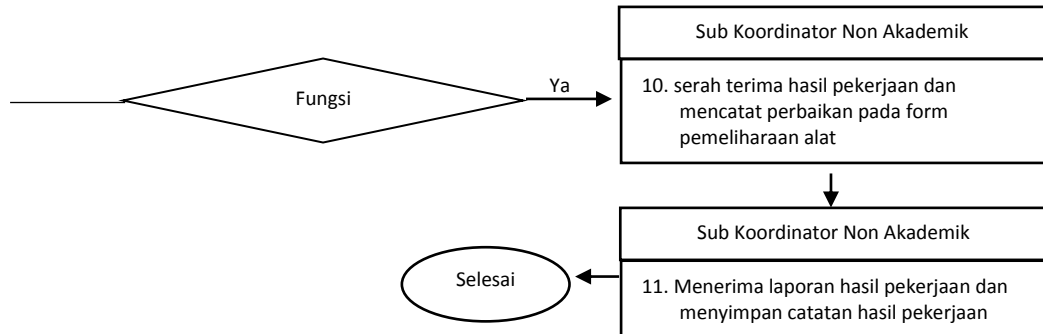 Sub Koordinator Non Akademik
Fungsi
Ya
10. serah terima hasil pekerjaan dan
mencatat perbaikan pada form
pemeliharaan alat
Sub Koordinator Non Akademik
Selesai
11. Menerima laporan hasil pekerjaan dan
menyimpan catatan hasil pekerjaan